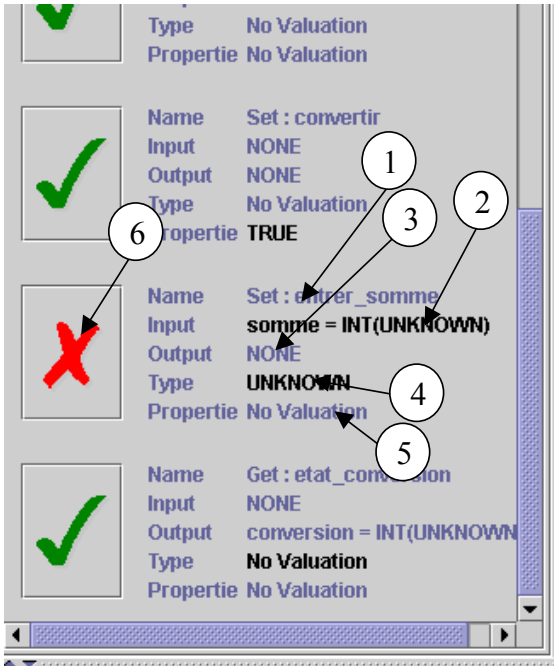 Type No Valuation
Propertie No Valuation
Name Set : convertir
Input NONE
Output NONE
1
Type No Valuation
2
3
6
Propertie TRUE
Name Set : entrer_somme
Input somme = INT(UNKNOWN)
Output NONE
Type UNKNOWN
4
Propertie No Valuation
5
Name Get : etat_conversion
Input NONE
Output conversion = INT(UNKNOWN
Type No Valuation
Propertie No Valuation